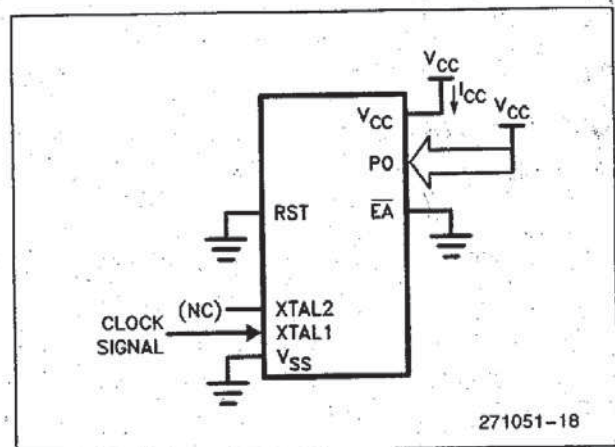 VCC
ICC
VCC
VCC
P0
RST
EA
(NC)
XTAL2
CLOCK
SIGNAL
XTAL1
VSS
271051-18